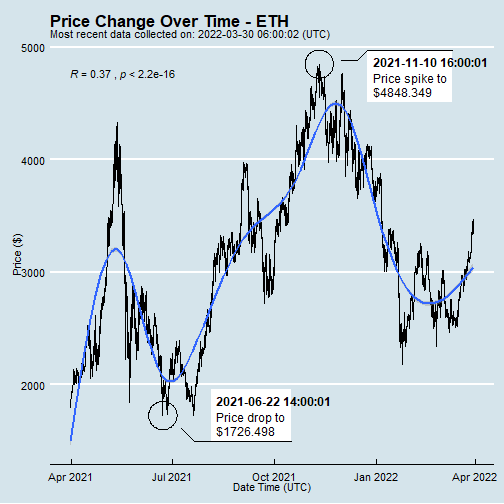 Price Change Over Time - ETH
Most recent data collected on: 2022-03-30 06:00:02 (UTC)
5000
R = 0.37 , p < 2.2e-16
2021-11-10 16:00:01
Price spike to
$4848.349
4000
Price ($)
3000
2000
2021-06-22 14:00:01
Price drop to
$1726.498
Apr 2021
Jul 2021
Oct 2021
Jan 2022
Apr 2022
Date Time (UTC)